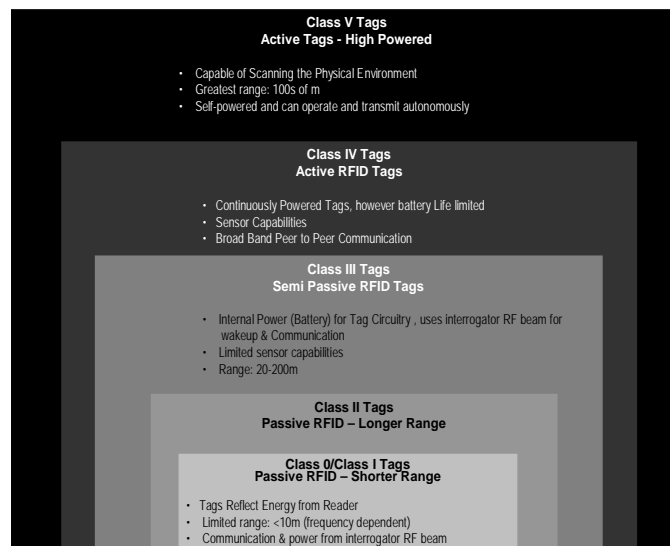 Class V Tags
Active Tags - High Powered
• Capable of Scanning the Physical Environment
• Greatest range: 100s of m
• Self-powered and can operate and transmit autonomously
Class IV Tags
Active RFID Tags
• Continuously Powered Tags, however battery Life limited
• Sensor Capabilities
• Broad Band Peer to Peer Communication
Class III Tags
Semi Passive RFID Tags
• Internal Power (Battery) for Tag Circuitry , uses interrogator RF beam for
wakeup & Communication
• Limited sensor capabilities
• Range: 20-200m
Class II Tags
Passive RFID – Longer Range
Class 0/Class I Tags
Passive RFID – Shorter Range
• Tags Reflect Energy from Reader
• Limited range: <10m (frequency dependent)
• Communication & power from interrogator RF beam